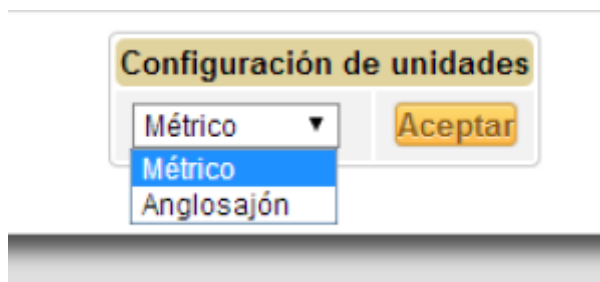 Configuración de unidades
Métrico Aceptar
Métrico
Anglosajón